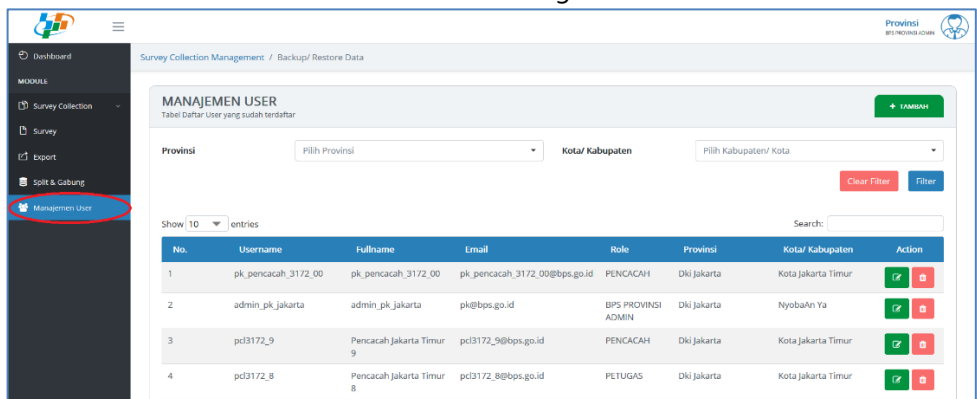 Provinsi
BPS PROVINSI ADMIN
Dashboard
Survey Collection Management / Backup/ Restore Data
MODULE
Survey Collection
Survey
Export
Split & Gabung
Manajemen User
MANAJEMEN USER
Tabel Daftar User yang sudah terdaftar
+ TAMBAH
Provinsi Pilih Provinsi Kota/ Kabupaten Pilih Kabupaten/ Kota
Clear Filter Filter
Show 10 entries Search:
No. Username Fullname Email Role Provinsi Kota/ Kabupaten Action
1 pk_pencacah_3172_00 pk_pencacah_3172_00 pk_pencacah_3172_00@bps.go.id PENCACAH Dki Jakarta Kota Jakarta Timur
2 admin_pk_jakarta admin_pk_jakarta pk@bps.go.id BPS PROVINSI Dki Jakarta NyobaAn Ya
ADMIN
3 pcl3172_9 Pencacah Jakarta Timur pcl3172_9@bps.go.id PENCACAH Dki Jakarta Kota Jakarta Timur
9
4 pcl3172_8 Pencacah Jakarta Timur pcl3172_8@bps.go.id PETUGAS Dki Jakarta Kota Jakarta Timur
8